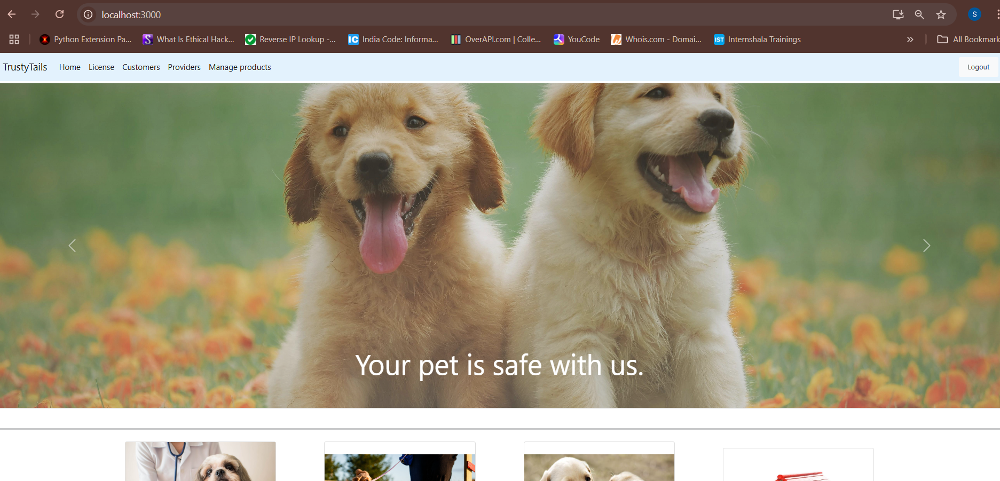 localhost:3000
S
Python Extension Pa...
S What Is Ethical Hack...
Reverse IP Lookup -...
IC India Code: Informa...
OverAPI.com | Colle...
YouCode
Whois.com - Domai...
IST Internshala Trainings
All Bookmark
TrustyTails Home License Customers Providers Manage products Logout
Your pet is safe with us.